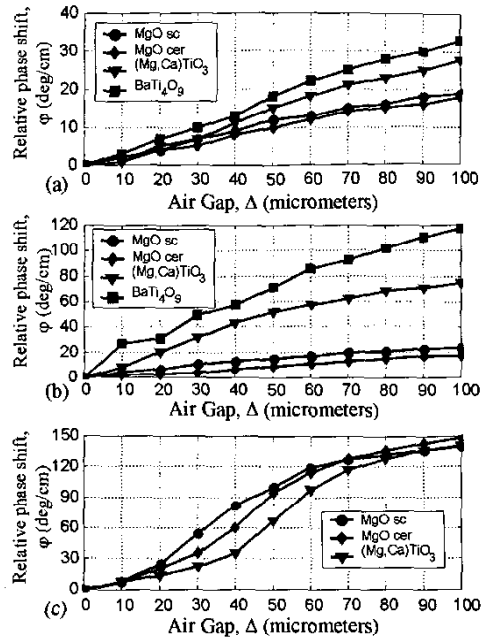 Relative phase shift,
φ (deg/cm)
40
30
20
10
0
MgO sc
MgO cer
(Mg,Ca)TiO₃
BaTi₄O₉
0 10 20 30 40 50 60 70 80 90 100
(a)
Air Gap, Δ (micrometers)
Relative phase shift,
φ (deg/cm)
120
100
80
60
40
20
0
MgO sc
MgO cer
(Mg,Ca)TiO₃
BaTi₄O₉
0 10 20 30 40 50 60 70 80 90 100
(b)
Air Gap, Δ (micrometers)
Relative phase shift,
φ (deg/cm)
150
120
90
60
30
0
MgO sc
MgO cer
(Mg,Ca)TiO₃
0 10 20 30 40 50 60 70 80 90 100
(c)
Air Gap, Δ (micrometers)